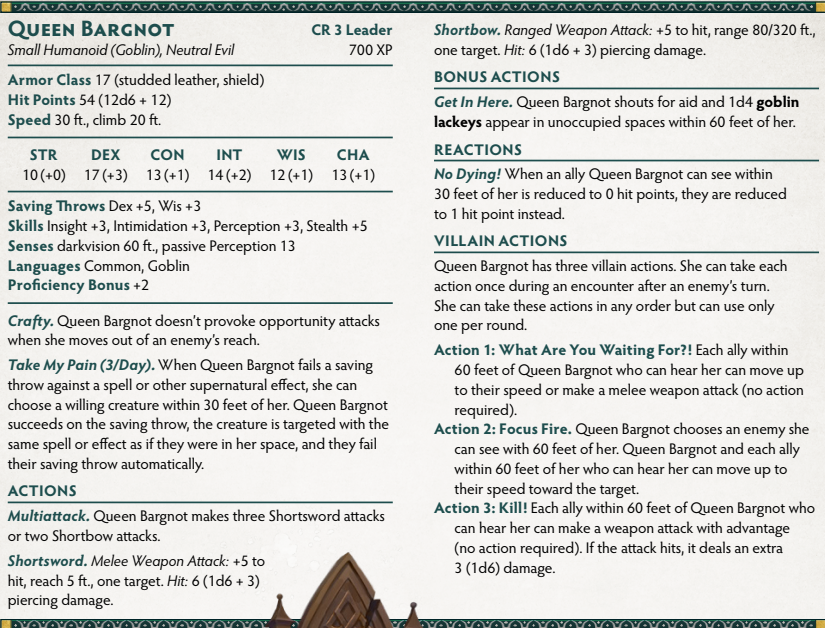 Queen Bargnot CR 3 Leader
Small Humanoid (Goblin), Neutral Evil 700 XP
Armor Class 17 (studded leather, shield)
Hit Points 54 (12d6 + 12)
Speed 30 ft., climb 20 ft.
STR DEX CON INT WIS CHA
10 (+0) 17 (+3) 13 (+1) 14 (+2) 12 (+1) 13 (+1)
Saving Throws Dex +5, Wis +3
Skills Insight +3, Intimidation +3, Perception +3, Stealth +5
Senses darkvision 60 ft., passive Perception 13
Languages Common, Goblin
Proficiency Bonus +2
Crafty. Queen Bargnot doesn't provoke opportunity attacks
when she moves out of an enemy's reach.
Take My Pain (3/Day). When Queen Bargnot fails a saving
throw against a spell or other supernatural effect, she can
choose a willing creature within 30 feet of her. Queen Bargnot
succeeds on the saving throw, the creature is targeted with the
same spell or effect as if they were in her space, and they fail
their saving throw automatically.
ACTIONS
Multiattack. Queen Bargnot makes three Shortsword attacks
or two Shortbow attacks.
Shortsword. Melee Weapon Attack: +5 to
hit, reach 5 ft., one target. Hit: 6 (1d6 + 3)
piercing damage.
Shortbow. Ranged Weapon Attack: +5 to hit, range 80/320 ft.,
one target. Hit: 6 (1d6 + 3) piercing damage.
BONUS ACTIONS
Get In Here. Queen Bargnot shouts for aid and 1d4 goblin
lackeys appear in unoccupied spaces within 60 feet of her.
REACTIONS
No Dying! When an ally Queen Bargnot can see within
30 feet of her is reduced to 0 hit points, they are reduced
to 1 hit point instead.
VILLAIN ACTIONS
Queen Bargnot has three villain actions. She can take each
action once during an encounter after an enemy's turn.
She can take these actions in any order but can use only
one per round.
Action 1: What Are You Waiting For?! Each ally within
60 feet of Queen Bargnot who can hear her can move up
to their speed or make a melee weapon attack (no action
required).
Action 2: Focus Fire. Queen Bargnot chooses an enemy she
can see with 60 feet of her. Queen Bargnot and each ally
within 60 feet of her who can hear her can move up to
their speed toward the target.
Action 3: Kill! Each ally within 60 feet of Queen Bargnot who
can hear her can make a weapon attack with advantage
(no action required). If the attack hits, it deals an extra
3 (1d6) damage.